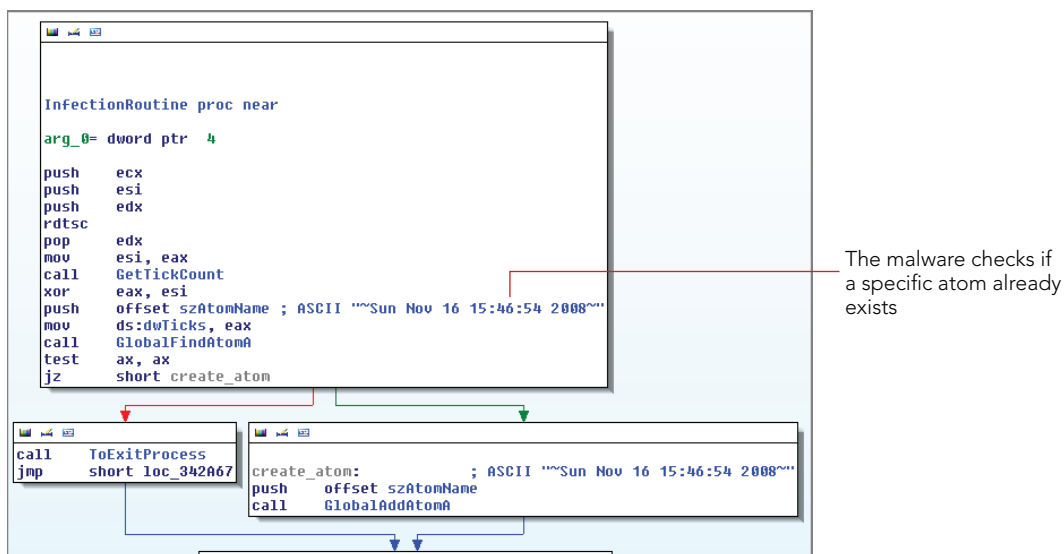 InfectionRoutine proc near
arg_0= dword ptr  4
push    ecx
push    esi
push    edx
rdtsc
pop     edx
mov     esi, eax
call    GetTickCount
xor     eax, esi
push    offset szAtomName ; ASCII "~Sun Nov 16 15:46:54 2008~"
mov     ds:dwTicks, eax
call    GlobalFindAtomA
test    ax, ax
jz      short create_atom
The malware checks if
a specific atom already
exists
call    ToExitProcess
jmp     short loc_342A67
create_atom:            ; ASCII "~Sun Nov 16 15:46:54 2008~"
push    offset szAtomName
call    GlobalAddAtomA